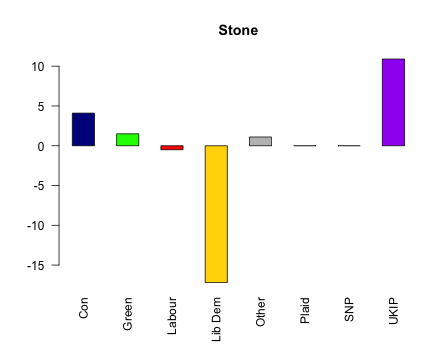 Stone
10
5
0
-5
-10
-15
Con
Green
Labour
Lib Dem
Other
Plaid
SNP
UKIP